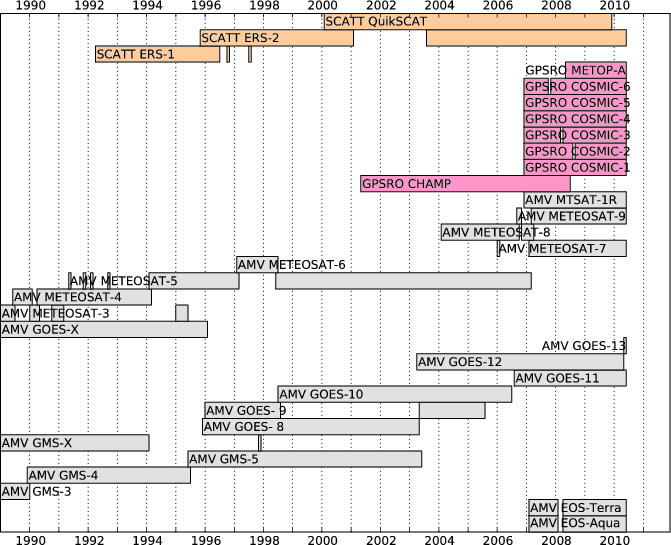 1990 1992 1994 1996 1998 2000 2002 2004 2006 2008 2010
SCATT QuikSCAT
SCATT ERS-2
SCATT ERS-1
GPSRO METOP-A
GPSRO COSMIC-6
GPSRO COSMIC-5
GPSRO COSMIC-4
GPSRO COSMIC-3
GPSRO COSMIC-2
GPSRO COSMIC-1
GPSRO CHAMP
AMV MTSAT-1R
AMV METEOSAT-9
AMV METEOSAT-8
AMV METEOSAT-7
AMV METEOSAT-6
AMV METEOSAT-5
AMV METEOSAT-4
AMV METEOSAT-3
AMV GOES-X
AMV GOES-13
AMV GOES-12
AMV GOES-11
AMV GOES-10
AMV GOES- 9
AMV GOES- 8
AMV GMS-X
AMV GMS-5
AMV GMS-4
AMV GMS-3
AMV EOS-Terra
AMV EOS-Aqua
1990 1992 1994 1996 1998 2000 2002 2004 2006 2008 2010